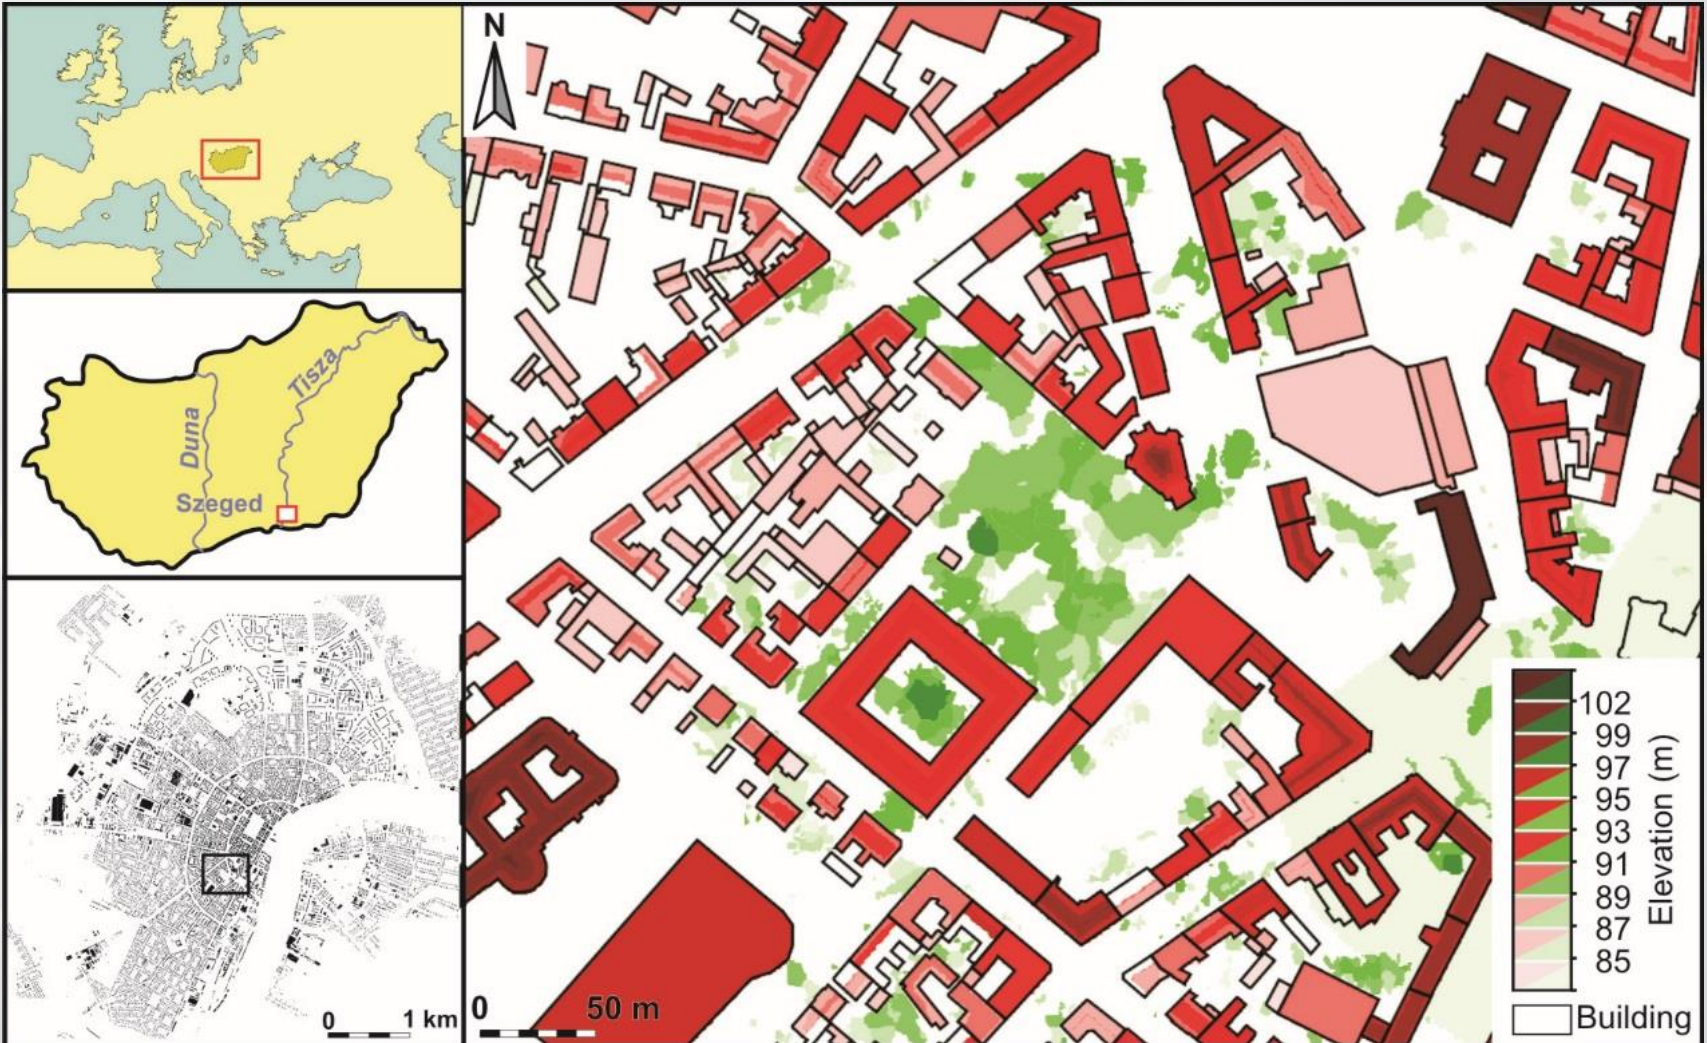 N
Duna
Tisza
Szeged
0 1 km
0 50 m
102
99
97
95
93
91
89
87
85
Elevation (m)
Building